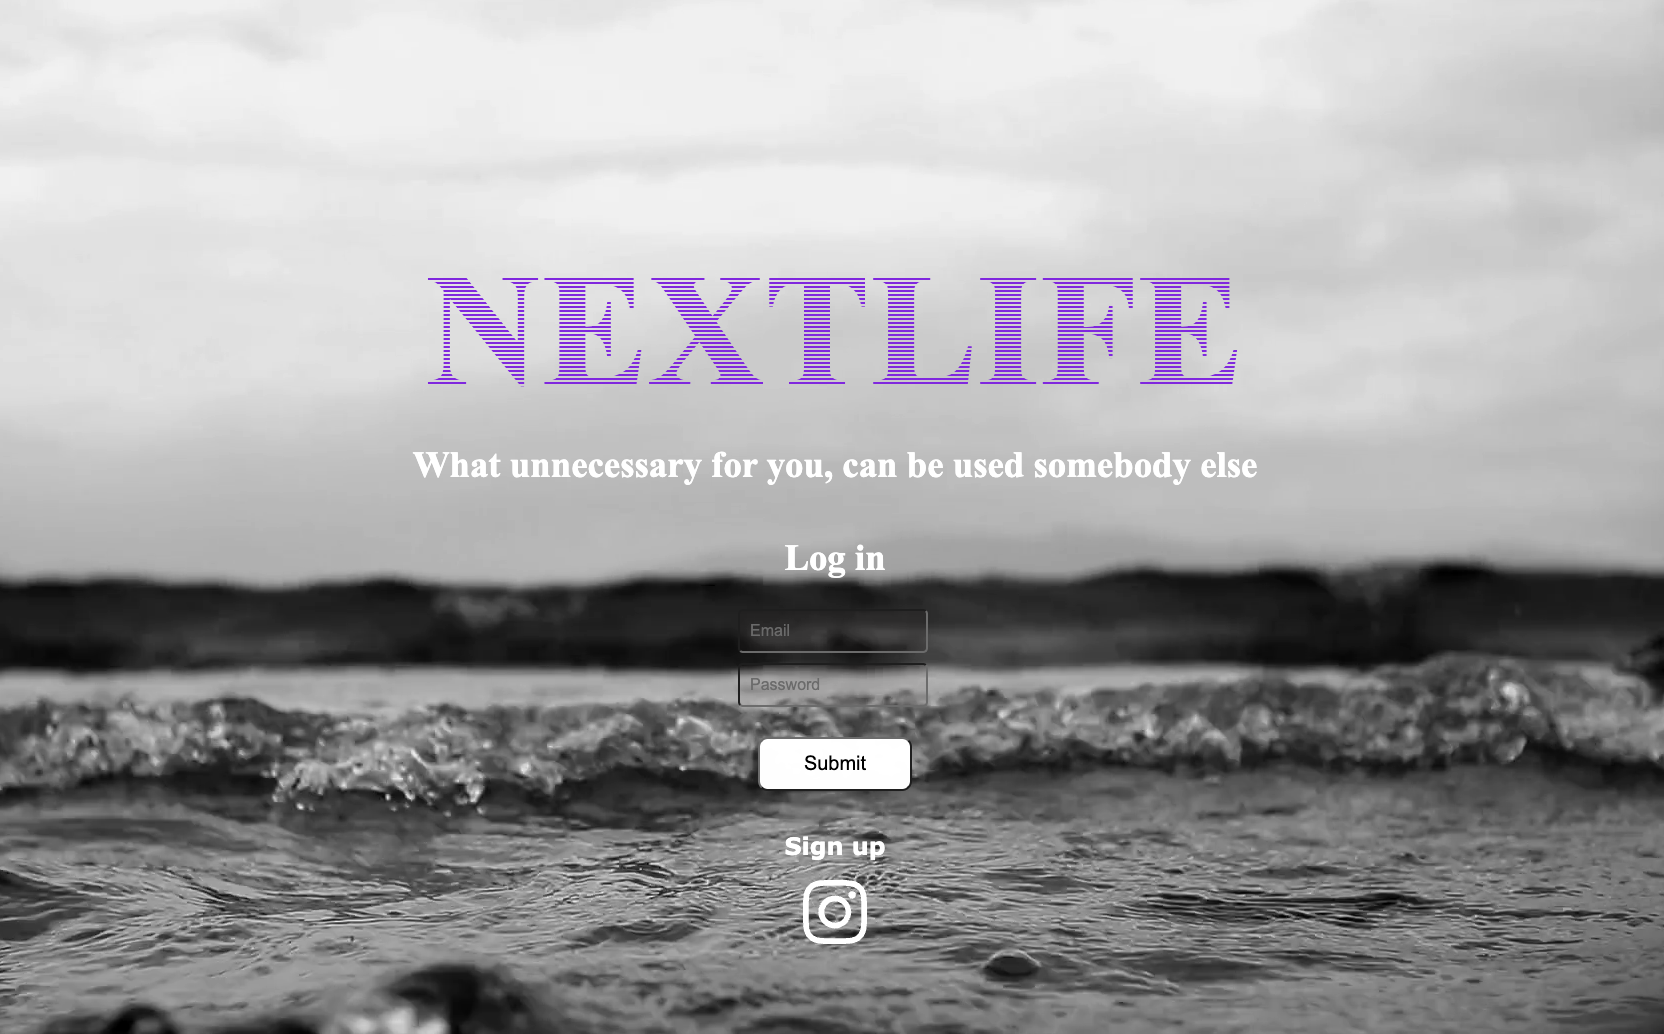 NEXTLIFE
What unnecessary for you, can be used somebody else
Log in
Email
Password
Submit
Sign up